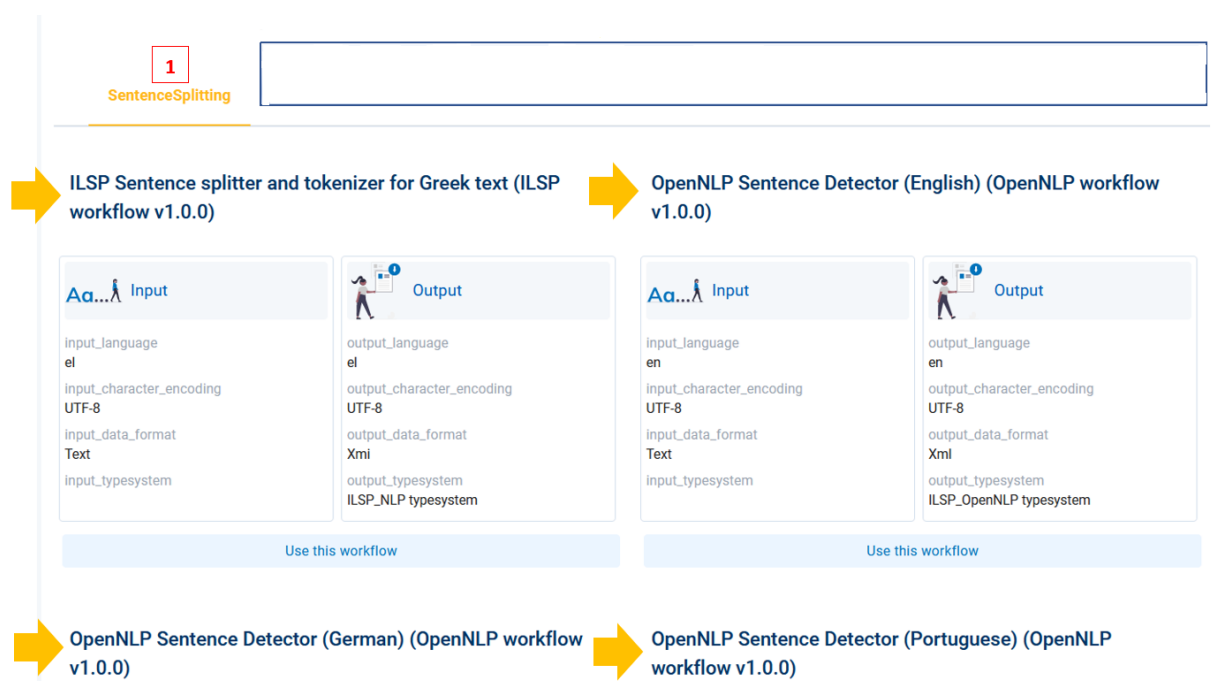 1
SentenceSplitting
ILSP Sentence splitter and tokenizer for Greek text (ILSP
workflow v1.0.0)
Aa... Input
Output
input_language
el
input_character_encoding
UTF-8
input_data_format
Text
input_typesystem
output_language
el
output_character_encoding
UTF-8
output_data_format
Xmi
output_typesystem
ILSP_NLP typesystem
Use this workflow
OpenNLP Sentence Detector (English) (OpenNLP workflow
v1.0.0)
Aa... Input
Output
input_language
en
input_character_encoding
UTF-8
input_data_format
Text
input_typesystem
output_language
en
output_character_encoding
UTF-8
output_data_format
Xml
output_typesystem
ILSP_OpenNLP typesystem
Use this workflow
OpenNLP Sentence Detector (German) (OpenNLP workflow
v1.0.0)
OpenNLP Sentence Detector (Portuguese) (OpenNLP
workflow v1.0.0)